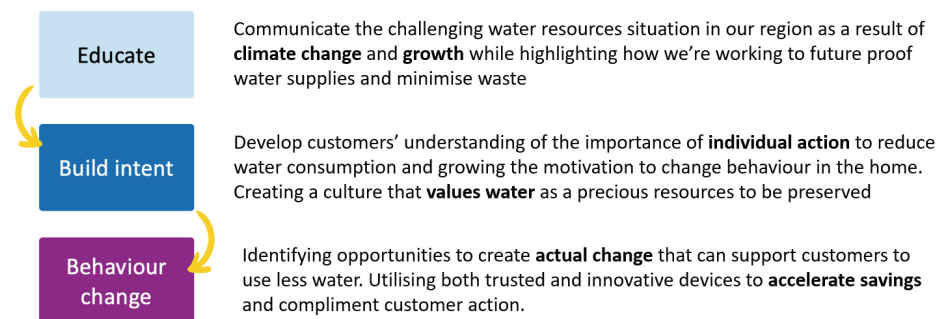 Educate
Communicate the challenging water resources situation in our region as a result of
climate change and growth while highlighting how we're working to future proof
water supplies and minimise waste
Build intent
Develop customers' understanding of the importance of individual action to reduce
water consumption and growing the motivation to change behaviour in the home.
Creating a culture that values water as a precious resources to be preserved
Behaviour
change
Identifying opportunities to create actual change that can support customers to
use less water. Utilising both trusted and innovative devices to accelerate savings
and compliment customer action.